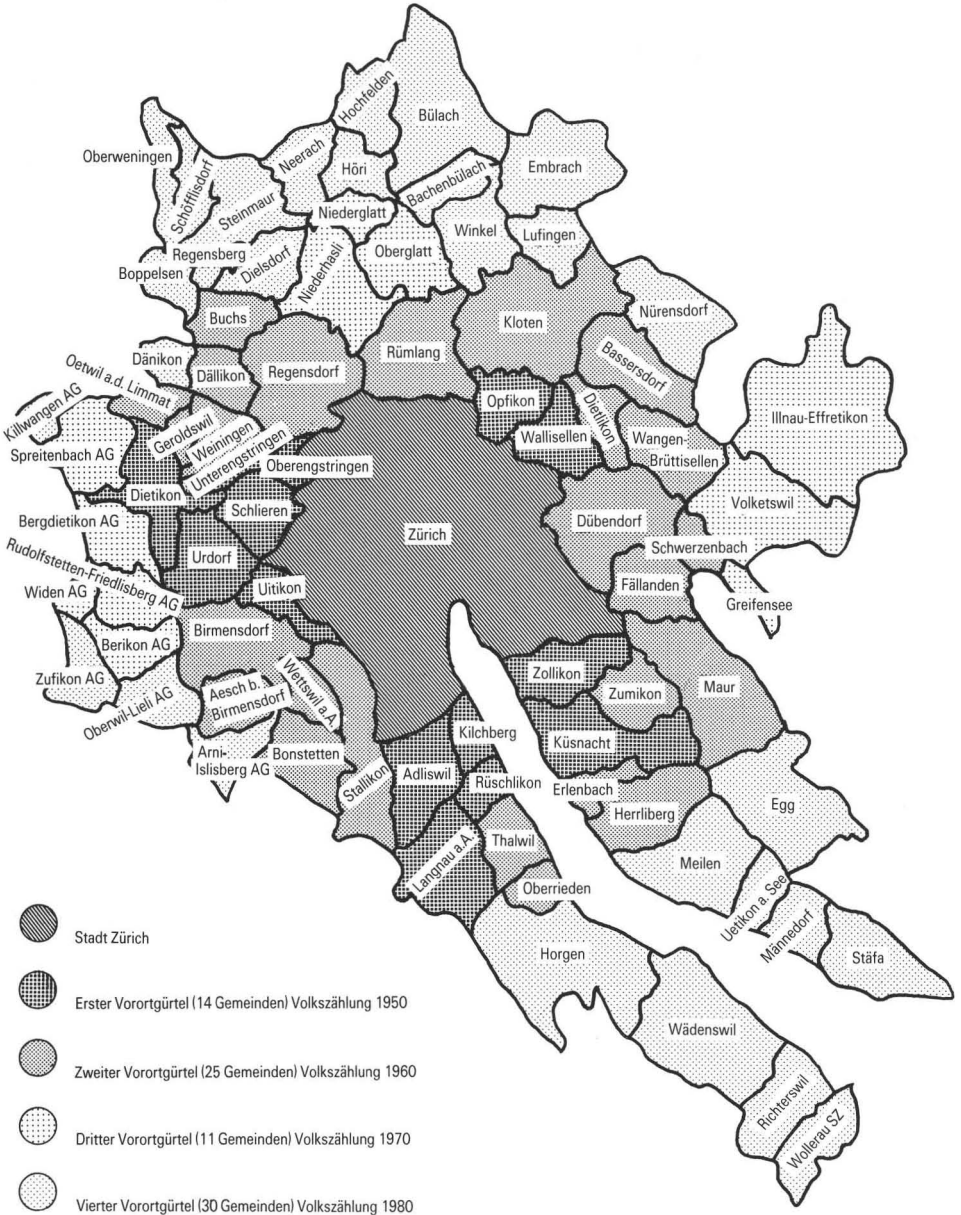 Hochfelden
Bülach
Oberweningen
Schöfflisdorf
Neerach
Höri
Bachenbülach
Embrach
Steinmaur
Niederglatt
Winkel
Lufingen
Regensberg
Boppelsen
Dielsdorf
Niederhasli
Oberglatt
Buchs
Kloten
Nürensdorf
Dänikon
Oetwil a.d. Limmat
Dällikon
Regensdorf
Rümlang
Bassersdorf
Killwangen AG
Geroldswil
Weiningen
Unterengstringen
Opfikon
Dietlikon
Illnau-Effretikon
Spreitenbach AG
Oberengstringen
Wallisellen
Wangen-
Brüttisellen
Dietikon
Schlieren
Volketswil
Bergdietikon AG
Zürich
Dübendorf
Rudolfstetten-Friedlisberg AG
Urdorf
Schwerzenbach
Widen AG
Uitikon
Fällanden
Greifensee
Birmensdorf
Berikon AG
Zufikon AG
Oberwil-Lieli AG
Aesch b.
Birmensdorf
Wettswil a.A.
Zollikon
Zumikon
Maur
Arni-
Islisberg AG
Bonstetten
Stallikon
Kilchberg
Küsnacht
Adliswil
Rüschlikon
Erlenbach
Herrliberg
Egg
Langnau a.A.
Thalwil
Meilen
Oberrieden
Uetikon a. See
Männedorf
Stäfa
Horgen
Wädenswil
Richterswil
Wollerau SZ
Stadt Zürich
Erster Vorortgürtel (14 Gemeinden) Volkszählung 1950
Zweiter Vorortgürtel (25 Gemeinden) Volkszählung 1960
Dritter Vorortgürtel (11 Gemeinden) Volkszählung 1970
Vierter Vorortgürtel (30 Gemeinden) Volkszählung 1980